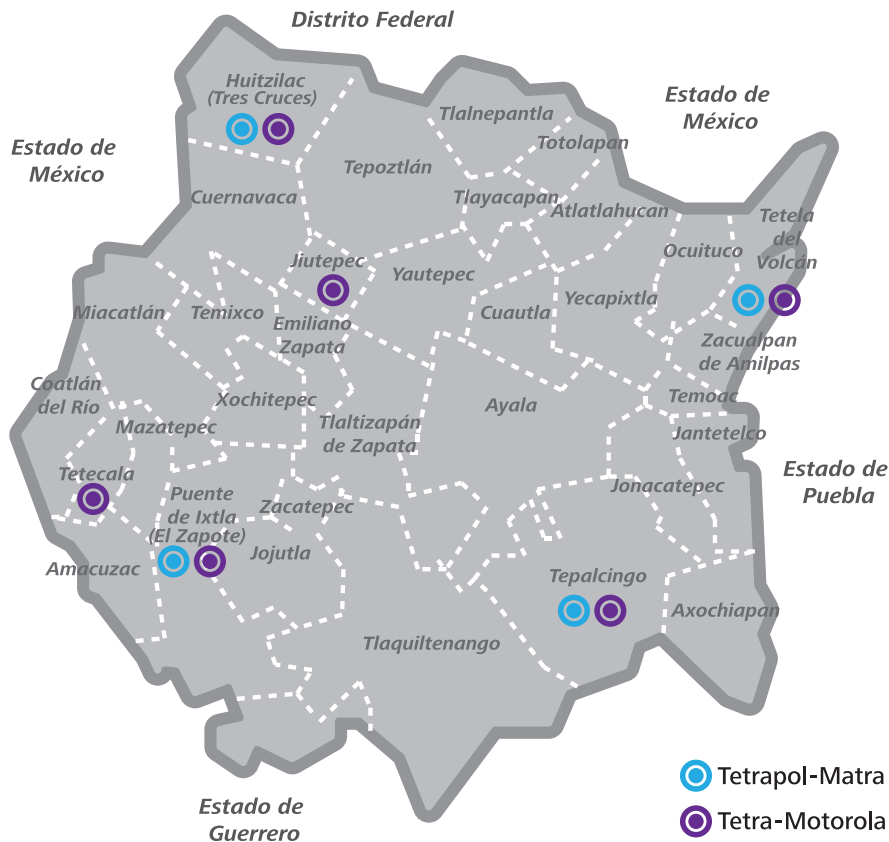 Distrito Federal
Huitzilac
(Tres Cruces)
Estado de
México
Tlalnepantla
Totolapan
Estado de
México
Tepoztlán
Cuernavaca
Tlayacapan
Atlatlahucan
Tetela
del
Volcán
Ocuituco
Jiutepec
Yautepec
Miacatlán
Temixco
Emiliano
Zapata
Cuautla
Yecapixtla
Zacualpan
de Amilpas
Coatlán
del Río
Xochitepec
Ayala
Temoac
Mazatepec
Tlaltizapán
de Zapata
Jantetelco
Tetecala
Puente
de Ixtla
(El Zapote)
Zacatepec
Jonacatepec
Estado de
Puebla
Amacuzac
Jojutla
Tepalcingo
Axochiapan
Tlaquiltenango
Estado de
Guerrero
Tetrapol-Matra
Tetra-Motorola